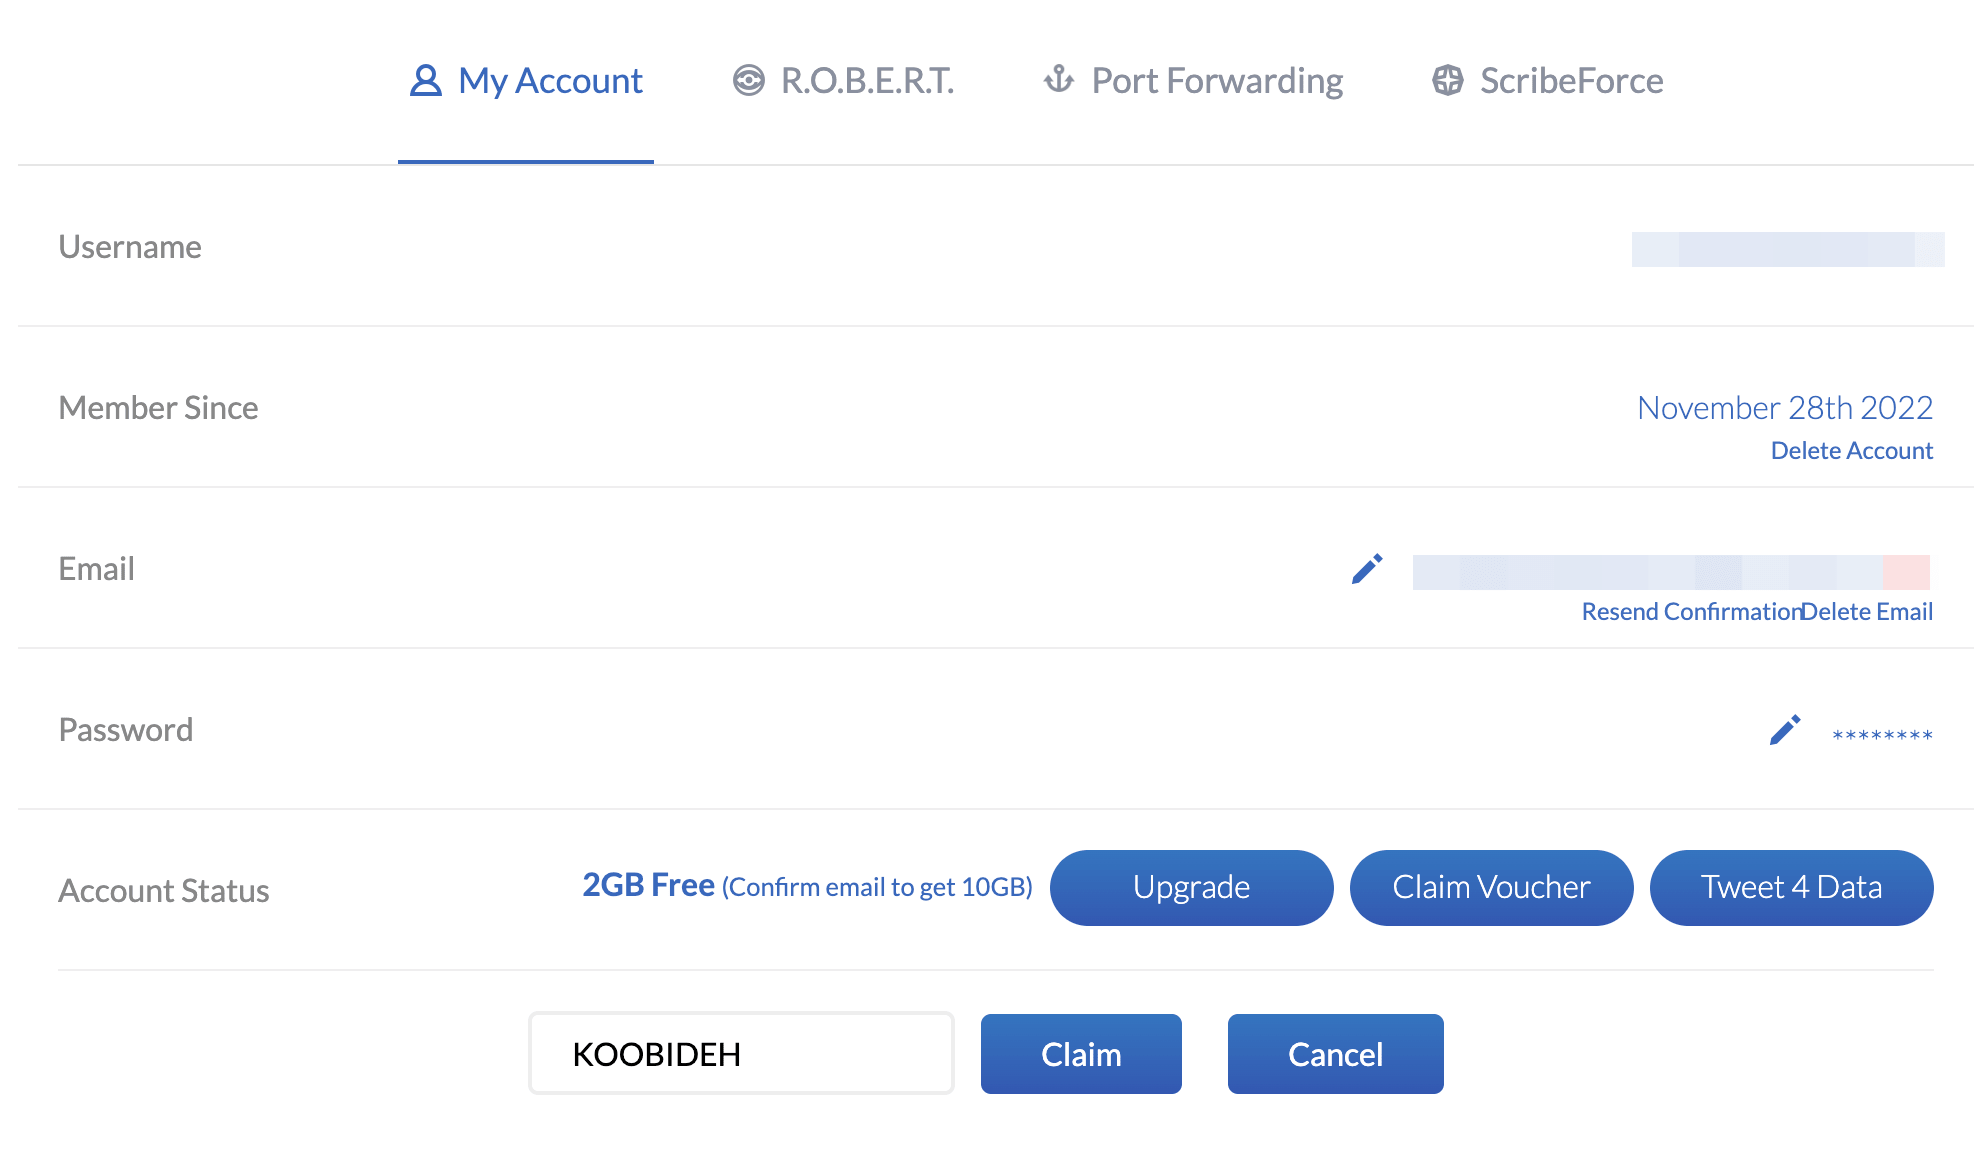 My Account R.O.B.E.R.T. Port Forwarding ScribeForce
Username
Member Since November 28th 2022
Delete Account
Email
Resend Confirmation Delete Email
Password ********
Account Status 2GB Free (Confirm email to get 10GB) Upgrade Claim Voucher Tweet 4 Data
KOOBIDEH Claim Cancel